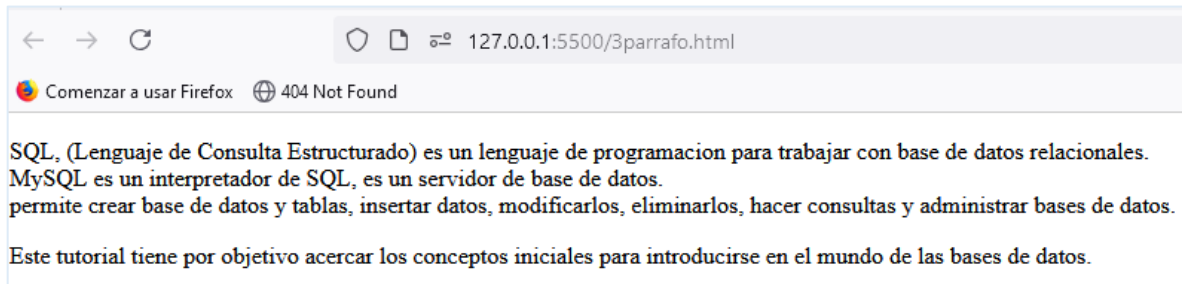 127.0.0.1:5500/3parrafo.html
Comenzar a usar Firefox 404 Not Found
SQL, (Lenguaje de Consulta Estructurado) es un lenguaje de programacion para trabajar con base de datos relacionales.
MySQL es un interpretador de SQL, es un servidor de base de datos.
permite crear base de datos y tablas, insertar datos, modificarlos, eliminarlos, hacer consultas y administrar bases de datos.
Este tutorial tiene por objetivo acercar los conceptos iniciales para introducirse en el mundo de las bases de datos.